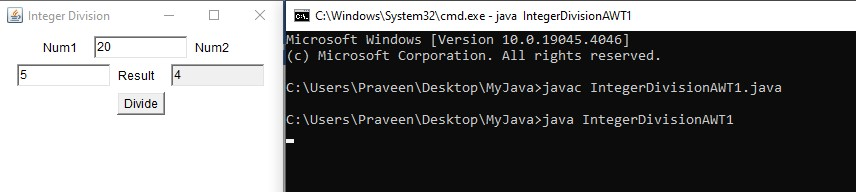 Integer Division
Num1 20 Num2
5 Result 4
Divide
C:\Windows\System32\cmd.exe - java IntegerDivisionAWT1
Microsoft Windows [Version 10.0.19045.4046]
(c) Microsoft Corporation. All rights reserved.
C:\Users\Praveen\Desktop\MyJava>javac IntegerDivisionAWT1.java
C:\Users\Praveen\Desktop\MyJava>java IntegerDivisionAWT1